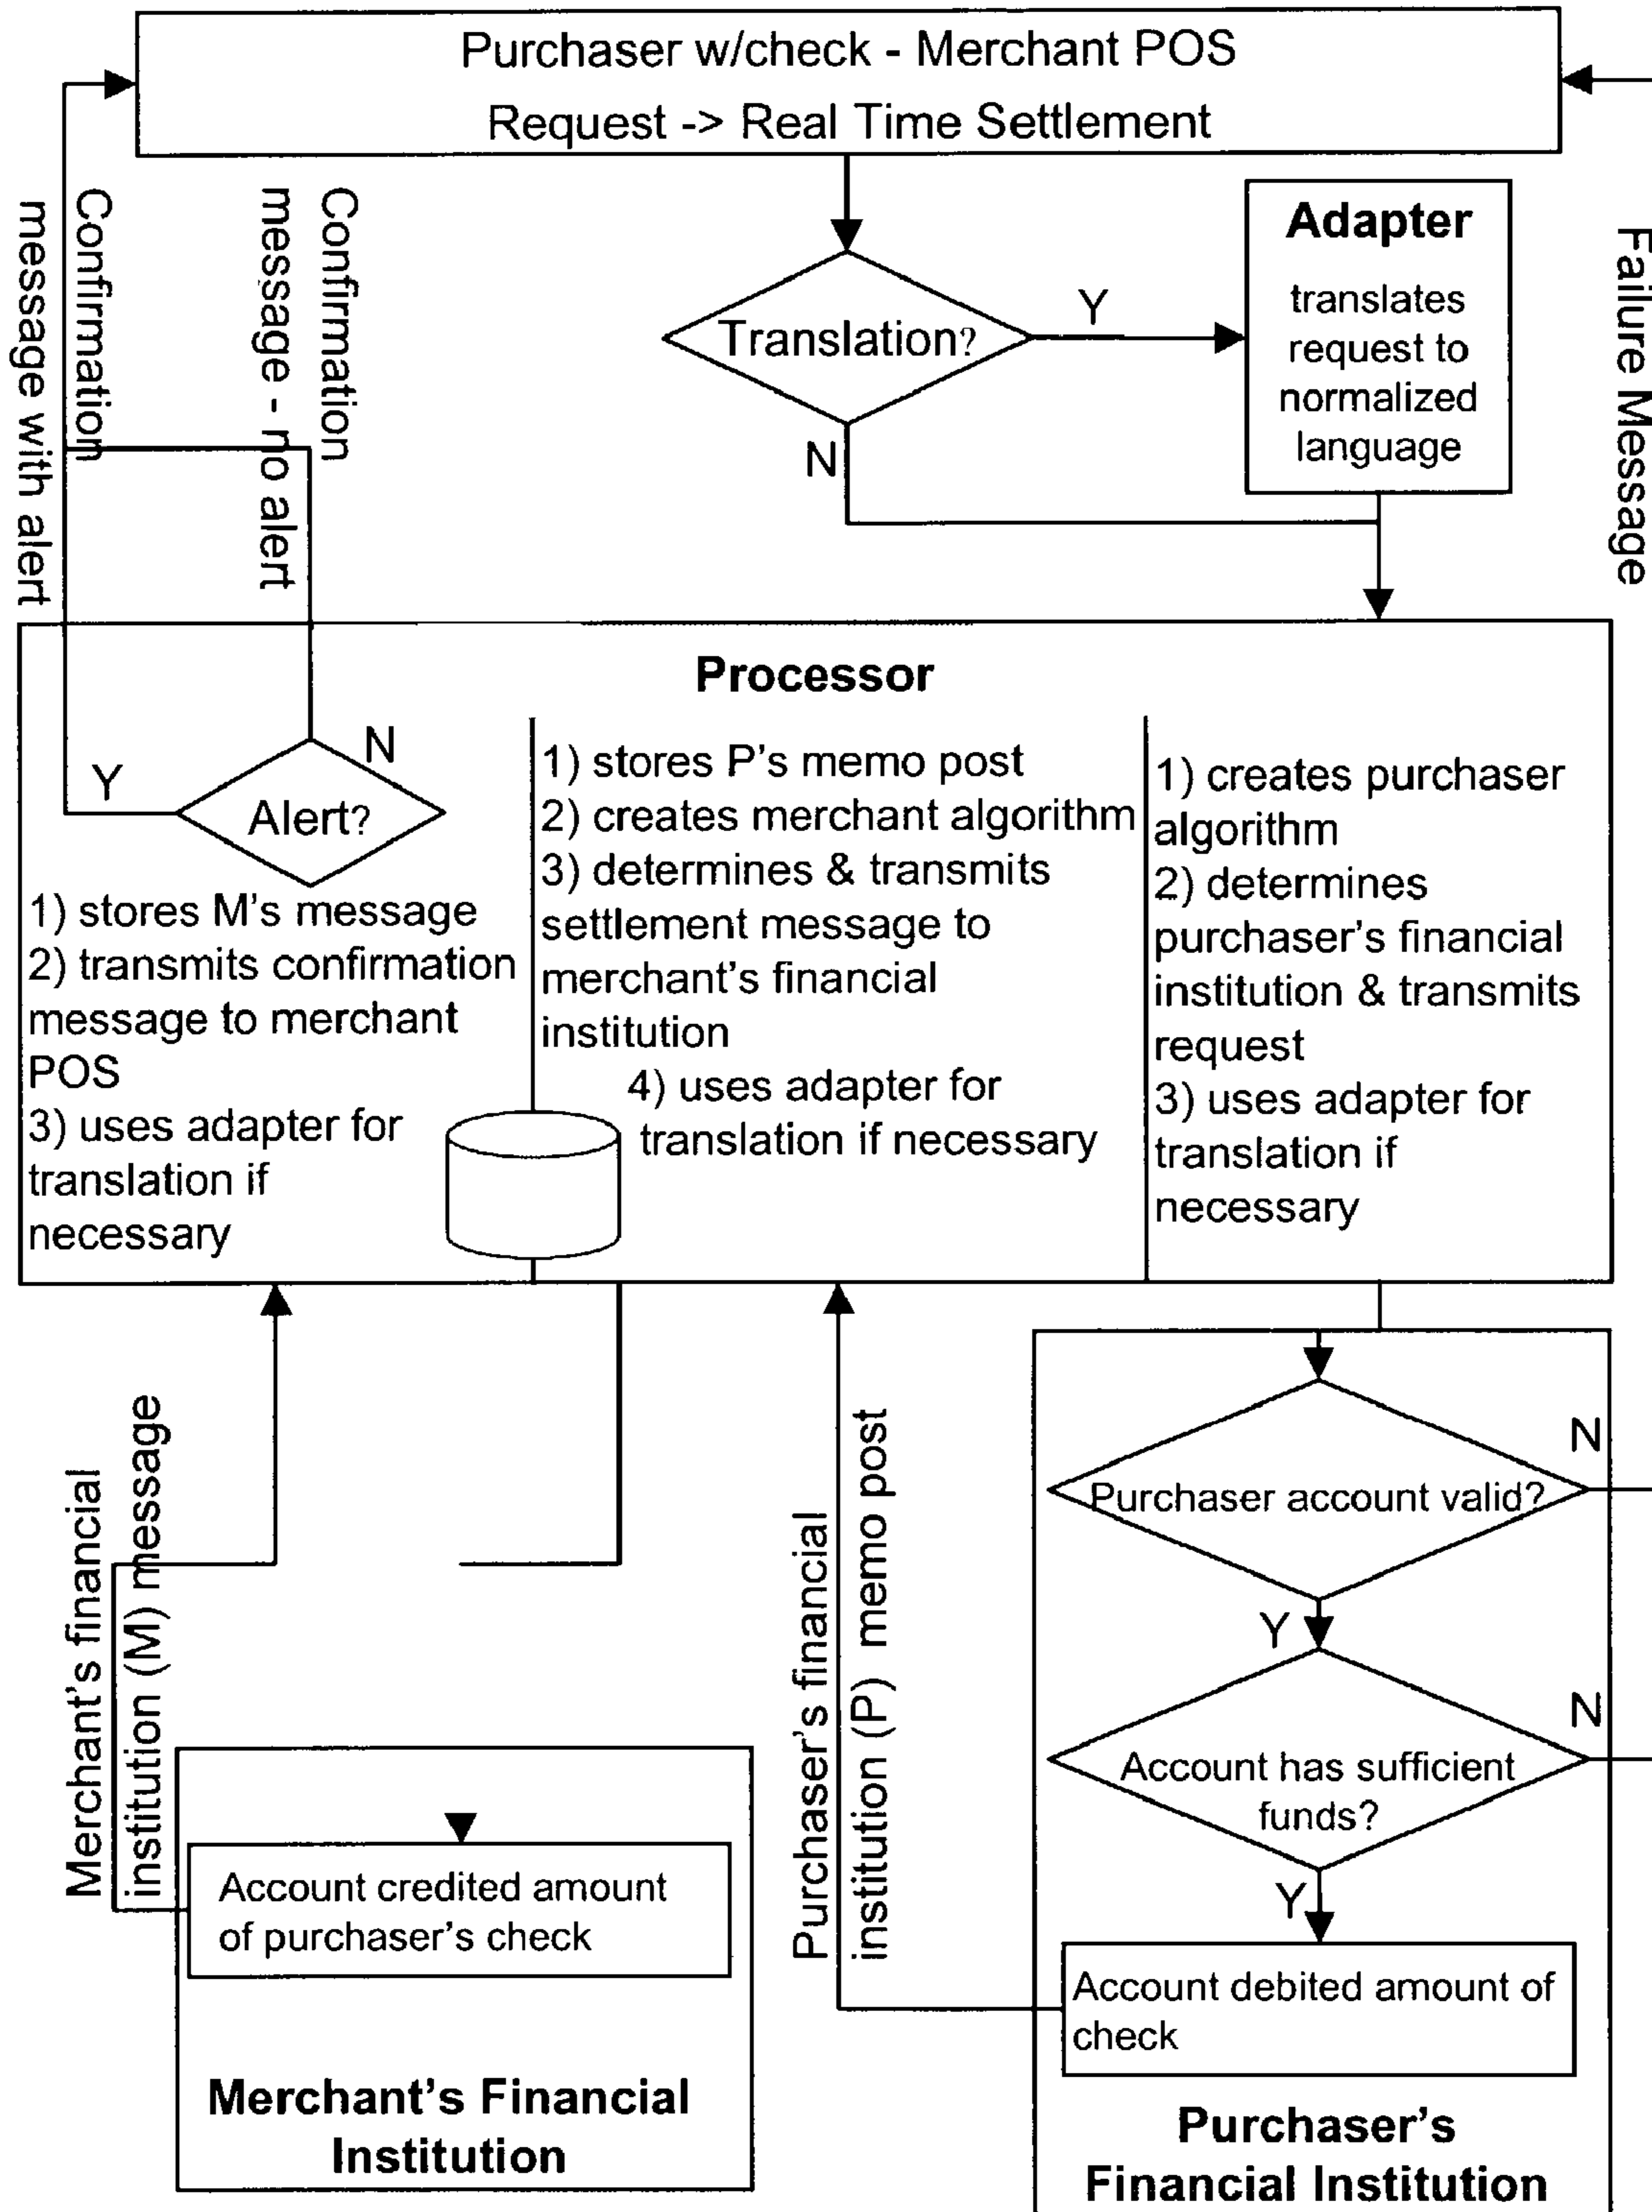 Purchaser w/check - Merchant POS
Request -> Real Time Settlement
Confirmation
message with alert
Confirmation
message - no alert
Translation?
Y
N
Adapter
translates
request to
normalized
language
Failure Message
Processor
Alert?
Y
N
1) stores M's message
2) transmits confirmation
message to merchant
POS
3) uses adapter for
translation if
necessary
1) stores P's memo post
2) creates merchant algorithm
3) determines & transmits
settlement message to
merchant's financial
institution
4) uses adapter for
translation if necessary
1) creates purchaser
algorithm
2) determines
purchaser's financial
institution & transmits
request
3) uses adapter for
translation if
necessary
Merchant's financial
institution (M) message
Purchaser's financial
institution (P) memo post
Purchaser account valid?
N
Y
Account has sufficient
funds?
N
Y
Account debited amount of
check
Purchaser's
Financial Institution
Account credited amount
of purchaser's check
Merchant's Financial
Institution